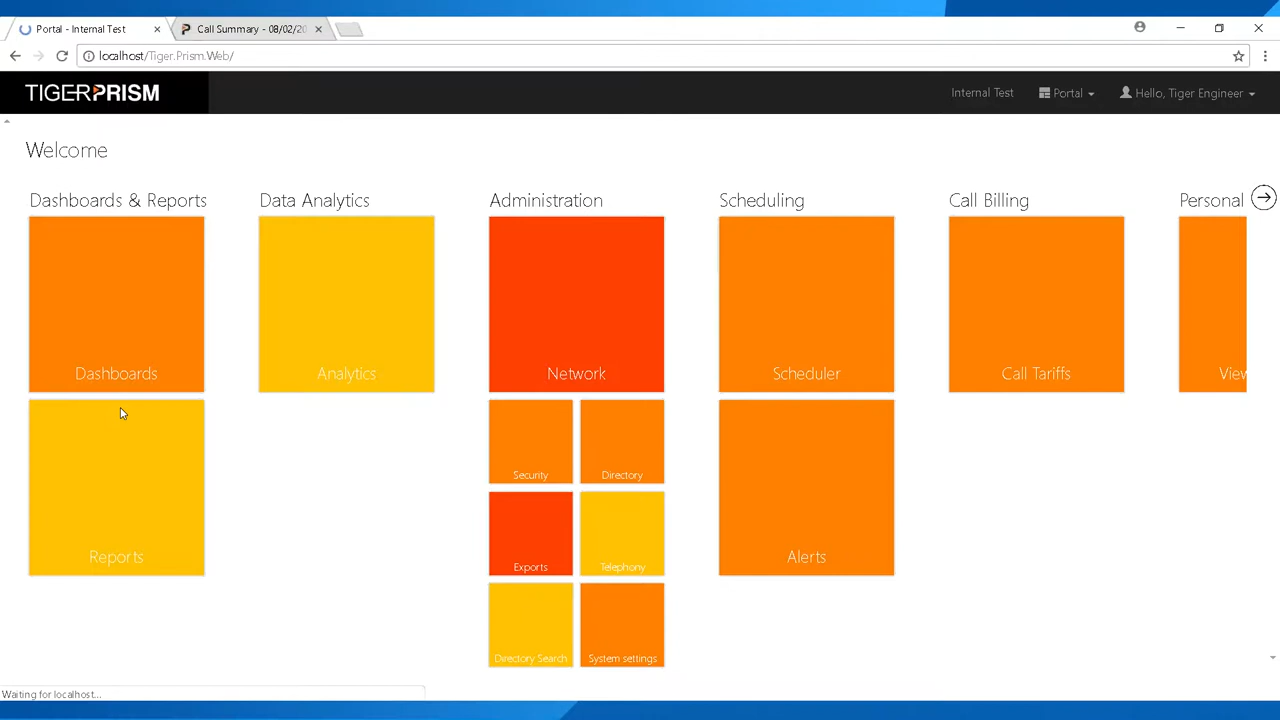 Portal - Internal Test
Call Summary - 08/02/20
localhost/Tiger.Prism.Web/
TIGERPRISM
Internal Test
Portal
Hello, Tiger Engineer
Welcome
Dashboards & Reports
Data Analytics
Administration
Scheduling
Call Billing
Personal
Dashboards
Analytics
Network
Scheduler
Call Tariffs
View
Security
Directory
Reports
Exports
Telephony
Alerts
Directory Search
System settings
Waiting for localhost...